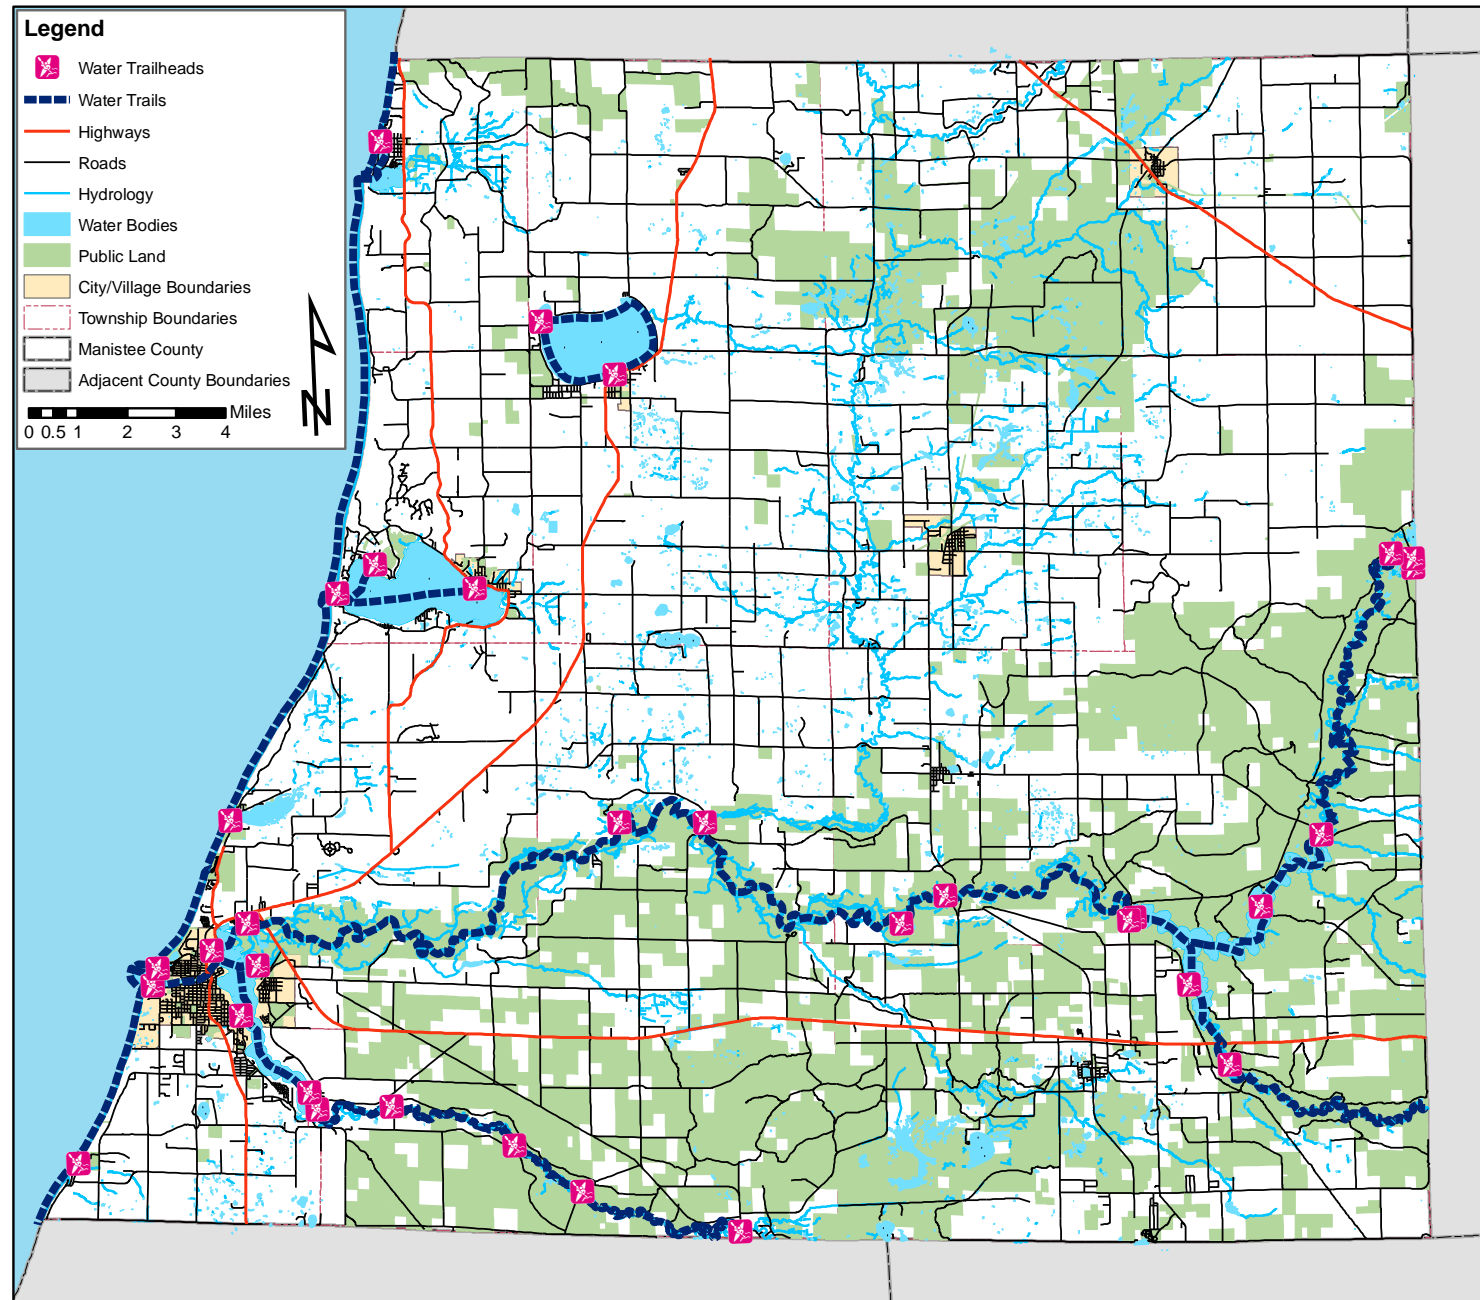 Legend
Water Trailheads
Water Trails
Highways
Roads
Hydrology
Water Bodies
Public Land
City/Village Boundaries
Township Boundaries
Manistee County
Adjacent County Boundaries
Miles
0 0.5 1 2 3 4
N